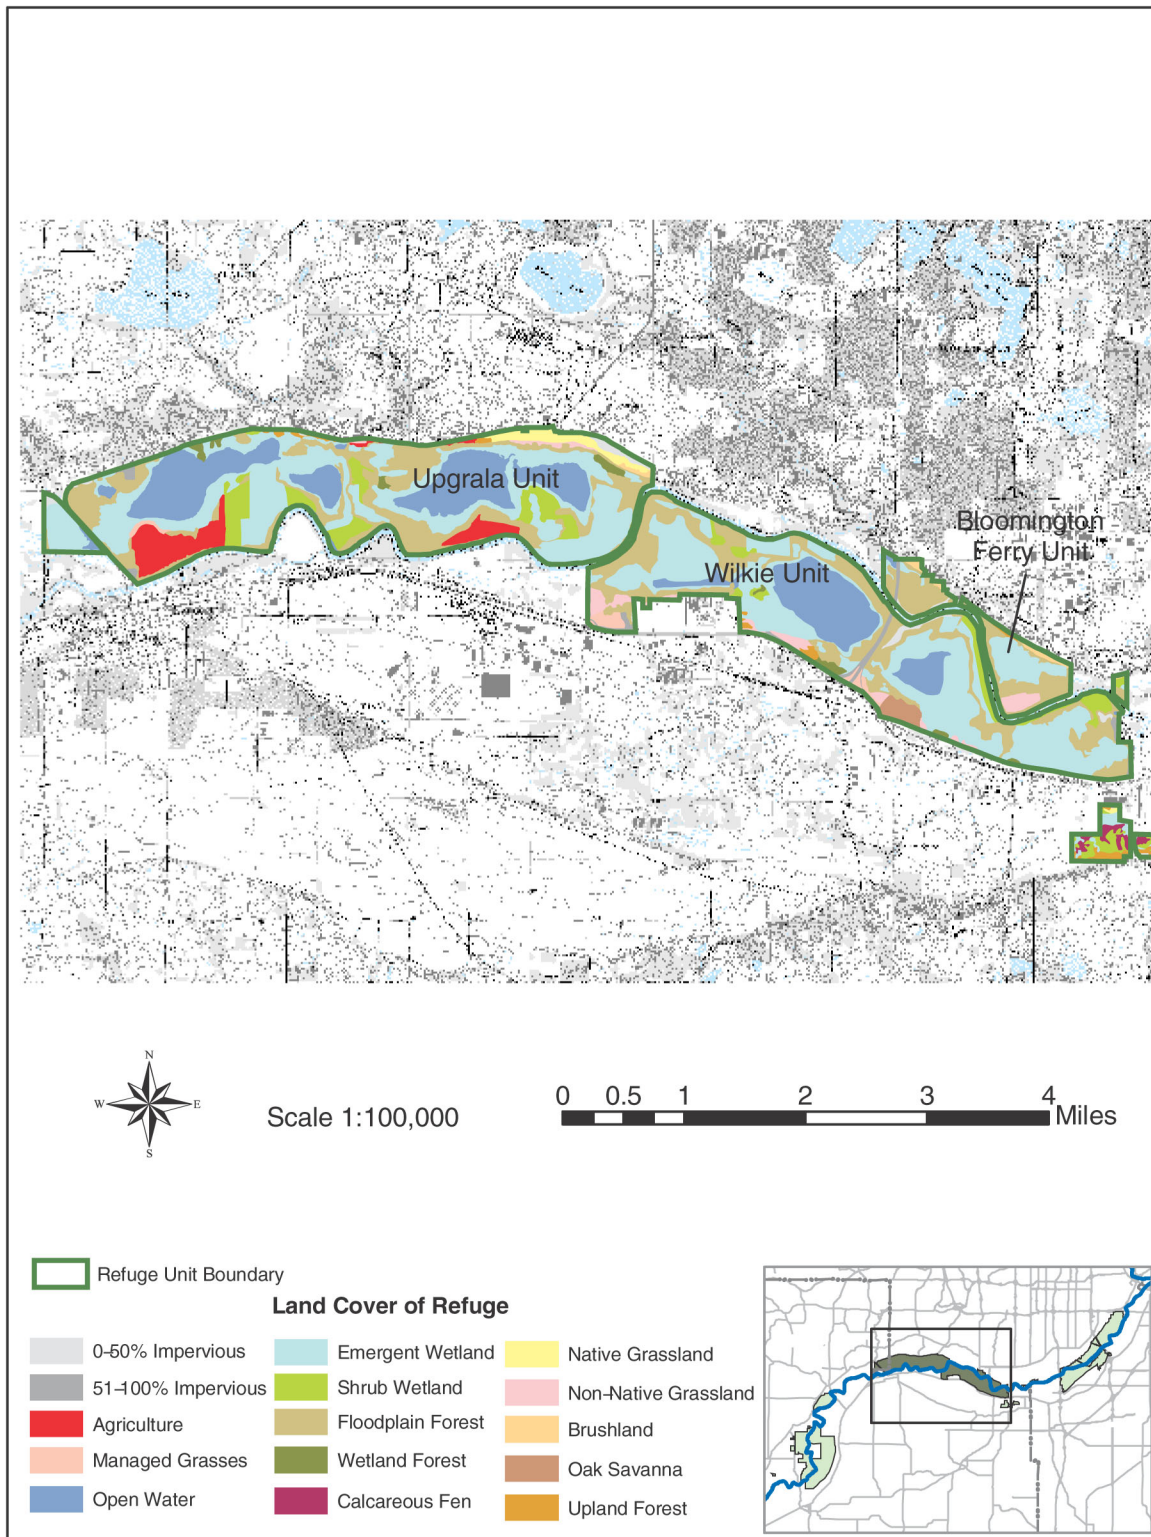 Upgrala Unit
Bloomington
Ferry Unit
Wilkie Unit
N
W
E
S
Scale 1:100,000
0 0.5 1 2 3 4
Miles
Refuge Unit Boundary
Land Cover of Refuge
0-50% Impervious
51-100% Impervious
Agriculture
Managed Grasses
Open Water
Emergent Wetland
Shrub Wetland
Floodplain Forest
Wetland Forest
Calcareous Fen
Native Grassland
Non-Native Grassland
Brushland
Oak Savanna
Upland Forest